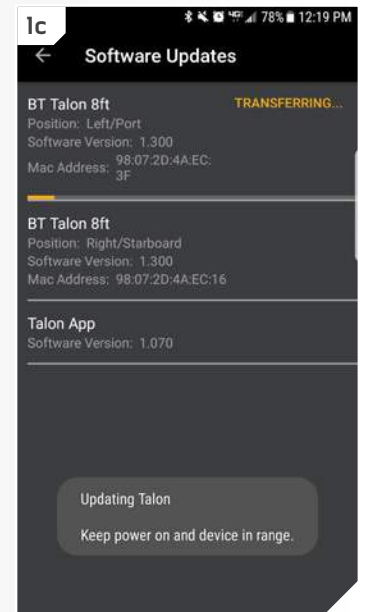 1c
78% 12:19 PM
Software Updates
BT Talon 8ft TRANSFERRING...
Position: Left/Port
Software Version: 1.300
Mac Address: 98:07:2D:4A:EC:
3F
BT Talon 8ft
Position: Right/Starboard
Software Version: 1.300
Mac Address: 98:07:2D:4A:EC:16
Talon App
Software Version: 1.070
Updating Talon
Keep power on and device in range.